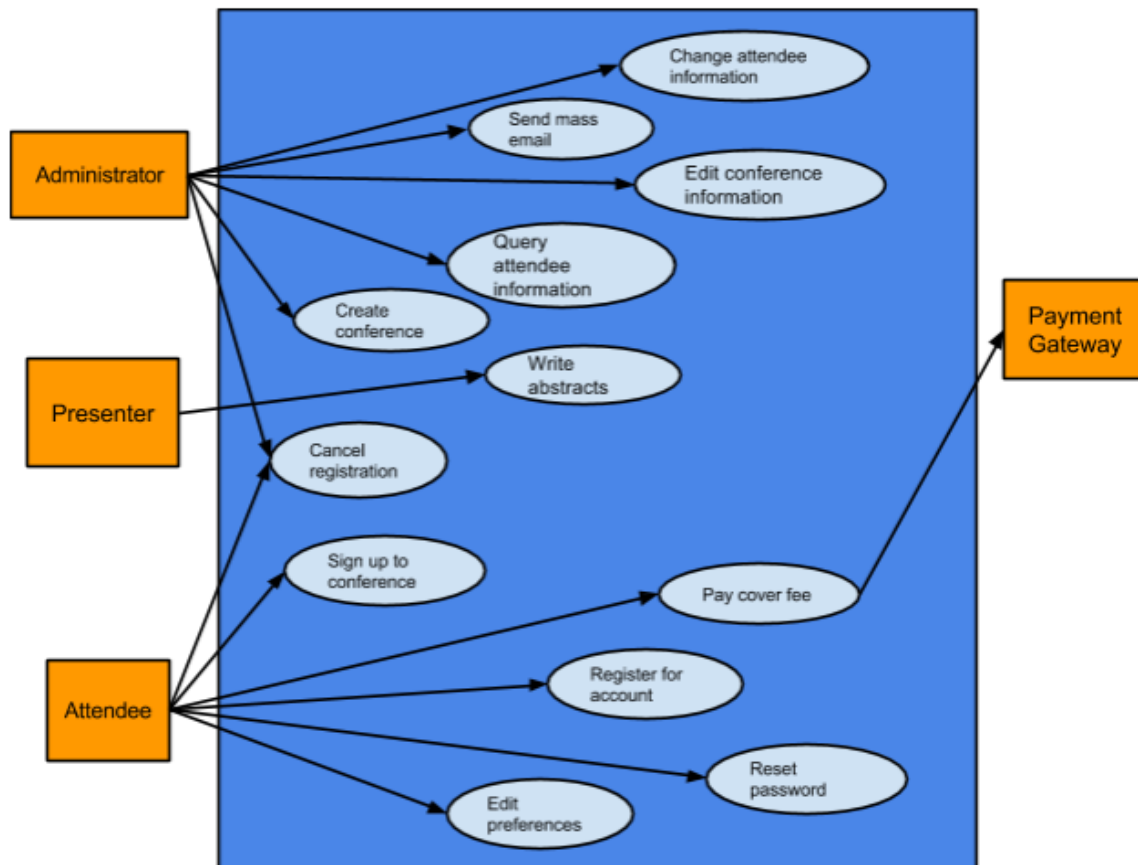 Change attendee
information
Send mass
email
Administrator
Edit conference
information
Query
attendee
information
Create
conference
Payment
Gateway
Write
abstracts
Presenter
Cancel
registration
Sign up to
conference
Pay cover fee
Register for
account
Attendee
Reset
password
Edit
preferences